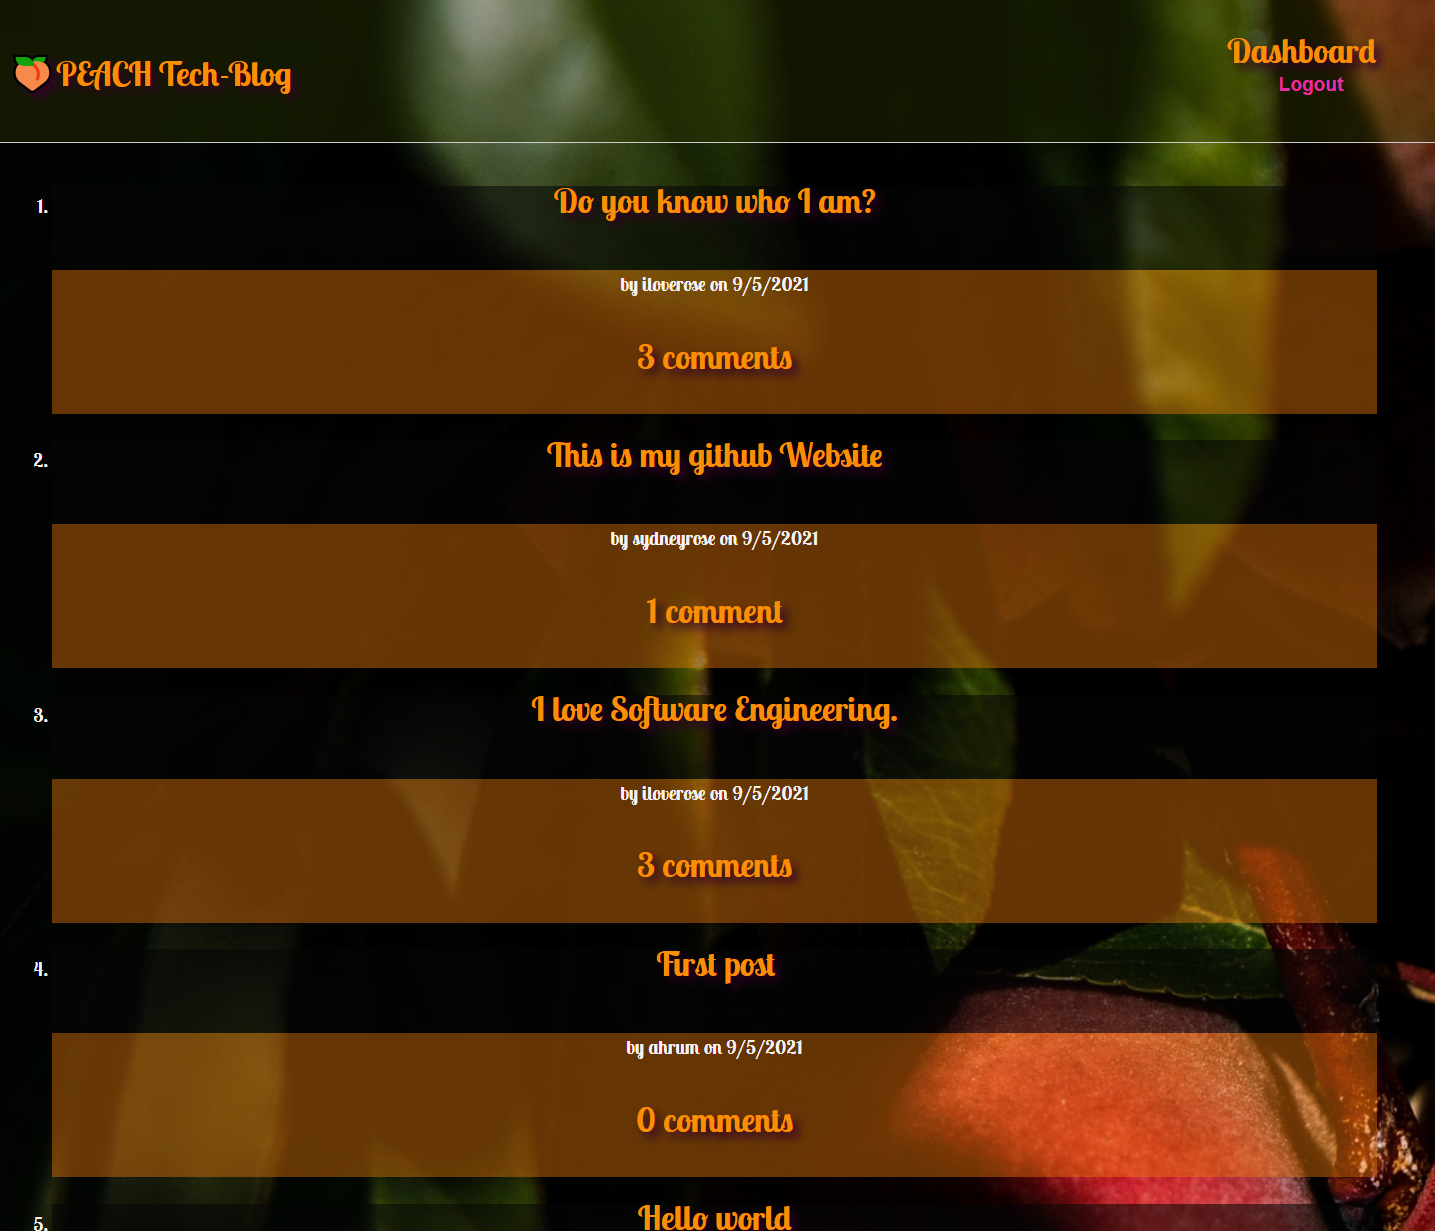 PEACH Tech-Blog
Dashboard
Logout
1. Do you know who I am?
by iloverose on 9/5/2021
3 comments
2. This is my github Website
by sydneyrose on 9/5/2021
1 comment
3. I love Software Engineering.
by iloverose on 9/5/2021
3 comments
4. First post
by ahrum on 9/5/2021
0 comments
5. Hello world